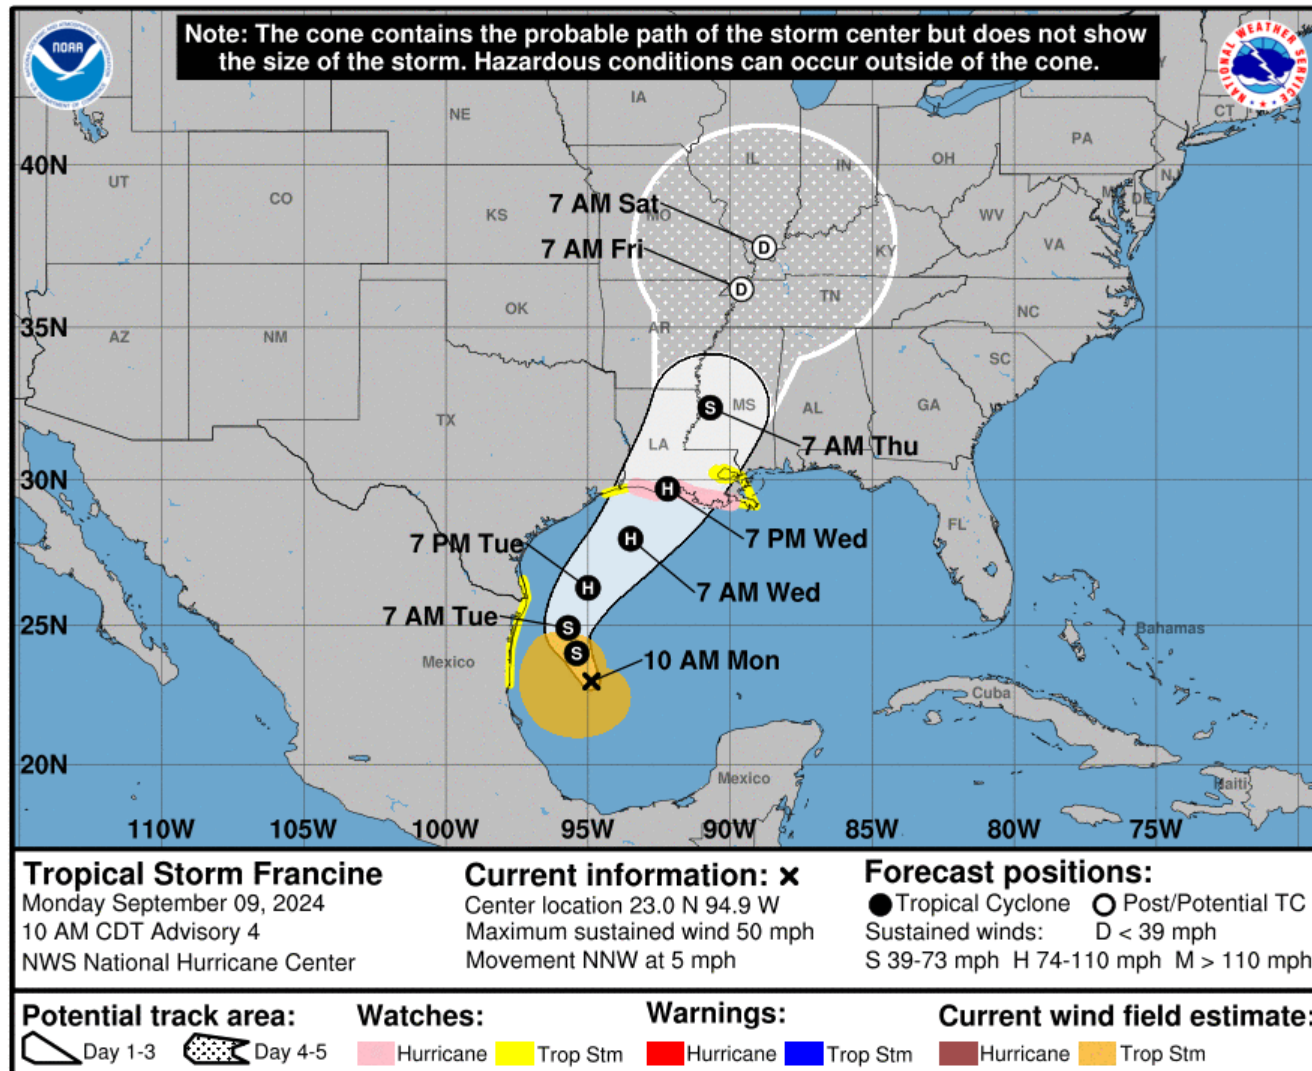 Note: The cone contains the probable path of the storm center but does not show
the size of the storm. Hazardous conditions can occur outside of the cone.
NOAA
NATIONAL WEATHER SERVICE
IA
NE
CT
PA
40N
IL
IN
OH
NJ
UT
CO
KS
MO
7 AM Sat
WV
DE
VA
7 AM Fri
KY
D
D
OK
TN
NC
35N
AZ
NM
AR
SC
TX
S
MS
AL
GA
LA
7 AM Thu
30N
H
FL
7 PM Tue
H
7 PM Wed
H
7 AM Wed
7 AM Tue
25N
S
Bahamas
S
Mexico
10 AM Mon
Cuba
20N
Mexico
Haiti
110W 105W 100W 95W 90W 85W 80W 75W
Tropical Storm Francine
Monday September 09, 2024
10 AM CDT Advisory 4
NWS National Hurricane Center
Current information: x
Center location 23.0 N 94.9 W
Maximum sustained wind 50 mph
Movement NNW at 5 mph
Forecast positions:
Tropical Cyclone Post/Potential TC
Sustained winds: D < 39 mph
S 39-73 mph H 74-110 mph M > 110 mph
Potential track area:
Day 1-3 Day 4-5
Watches:
Hurricane Trop Stm
Warnings:
Hurricane Trop Stm
Current wind field estimate:
Hurricane Trop Stm